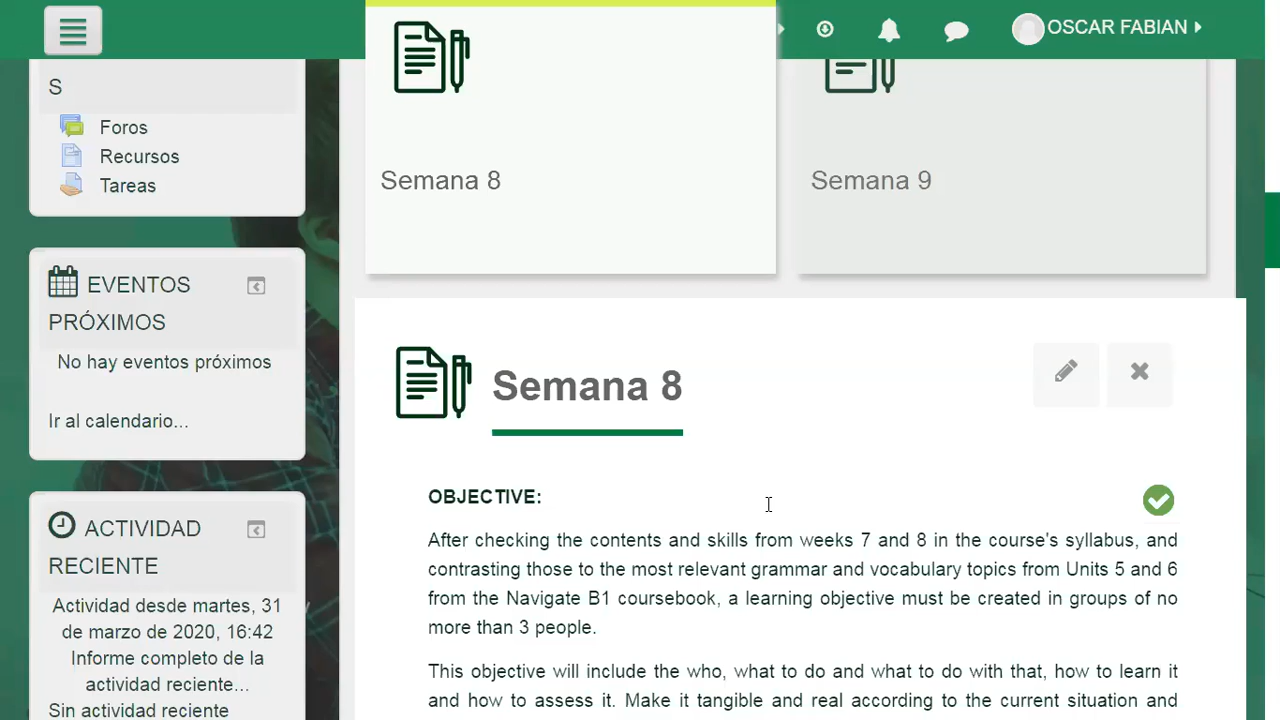 OSCAR FABIAN
S
Foros
Recursos
Tareas
EVENTOS
PRÓXIMOS
No hay eventos próximos
Ir al calendario...
ACTIVIDAD
RECIENTE
Actividad desde martes, 31
de marzo de 2020, 16:42
Informe completo de la
actividad reciente...
Sin actividad reciente
Semana 8
Semana 9
Semana 8
OBJECTIVE:
After checking the contents and skills from weeks 7 and 8 in the course's syllabus, and
contrasting those to the most relevant grammar and vocabulary topics from Units 5 and 6
from the Navigate B1 coursebook, a learning objective must be created in groups of no
more than 3 people.
This objective will include the who, what to do and what to do with that, how to learn it
and how to assess it. Make it tangible and real according to the current situation and